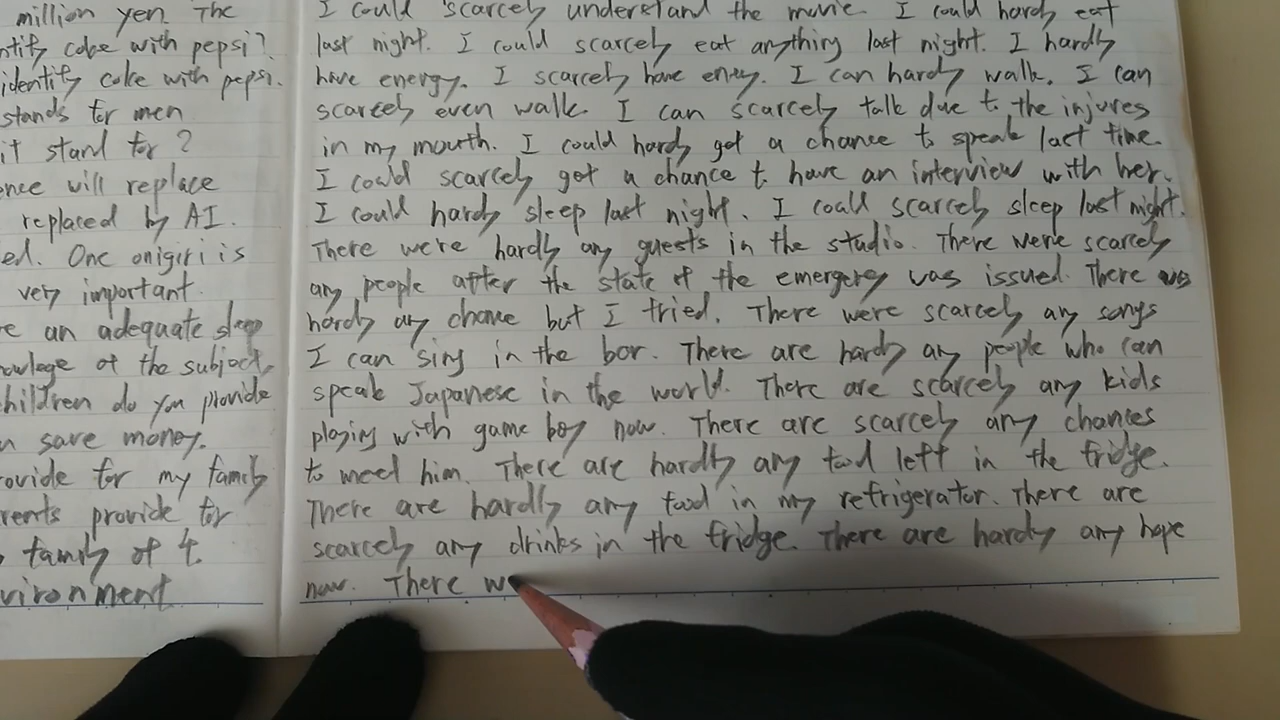 million yen. The
ntify coke with pepsi?
identify coke with pepsi.
stands for men
it stand for?
nce will replace
replaced by AI.
ed. One onigiri is
very important.
e an adequate sleep
owlege of the subject,
hildren do you provide
n save money.
ovide for my family
rents provide for
family of 4.
vironment
I could scarcely understand the movie. I could hardly eat
last night. I could scarcely eat anything last night. I hardly
have energy. I scarcely have enery. I can hardly walk. I can
scarcely even walk. I can scarcely talk due to the injures
in my mouth. I could hardly get a chance to speak last time.
I could scarcely get a chance to have an interview with her.
I could hardly sleep last night. I could scarcely sleep last night.
There were hardly any guests in the studio. There were scarcely
any people after the state of the emergery was issued. There was
hardly any chance but I tried. There were scarcely any songs
I can sing in the bar. There are hardly any people who can
speak Japanese in the world. There are scarcely any kids
playing with game boy now. There are scarcely any chances
to meet him. There are hardly any food left in the fridge.
There are hardly any food in my refrigerator. There are
scarcely any drinks in the fridge. There are hardly any hope
now. There w